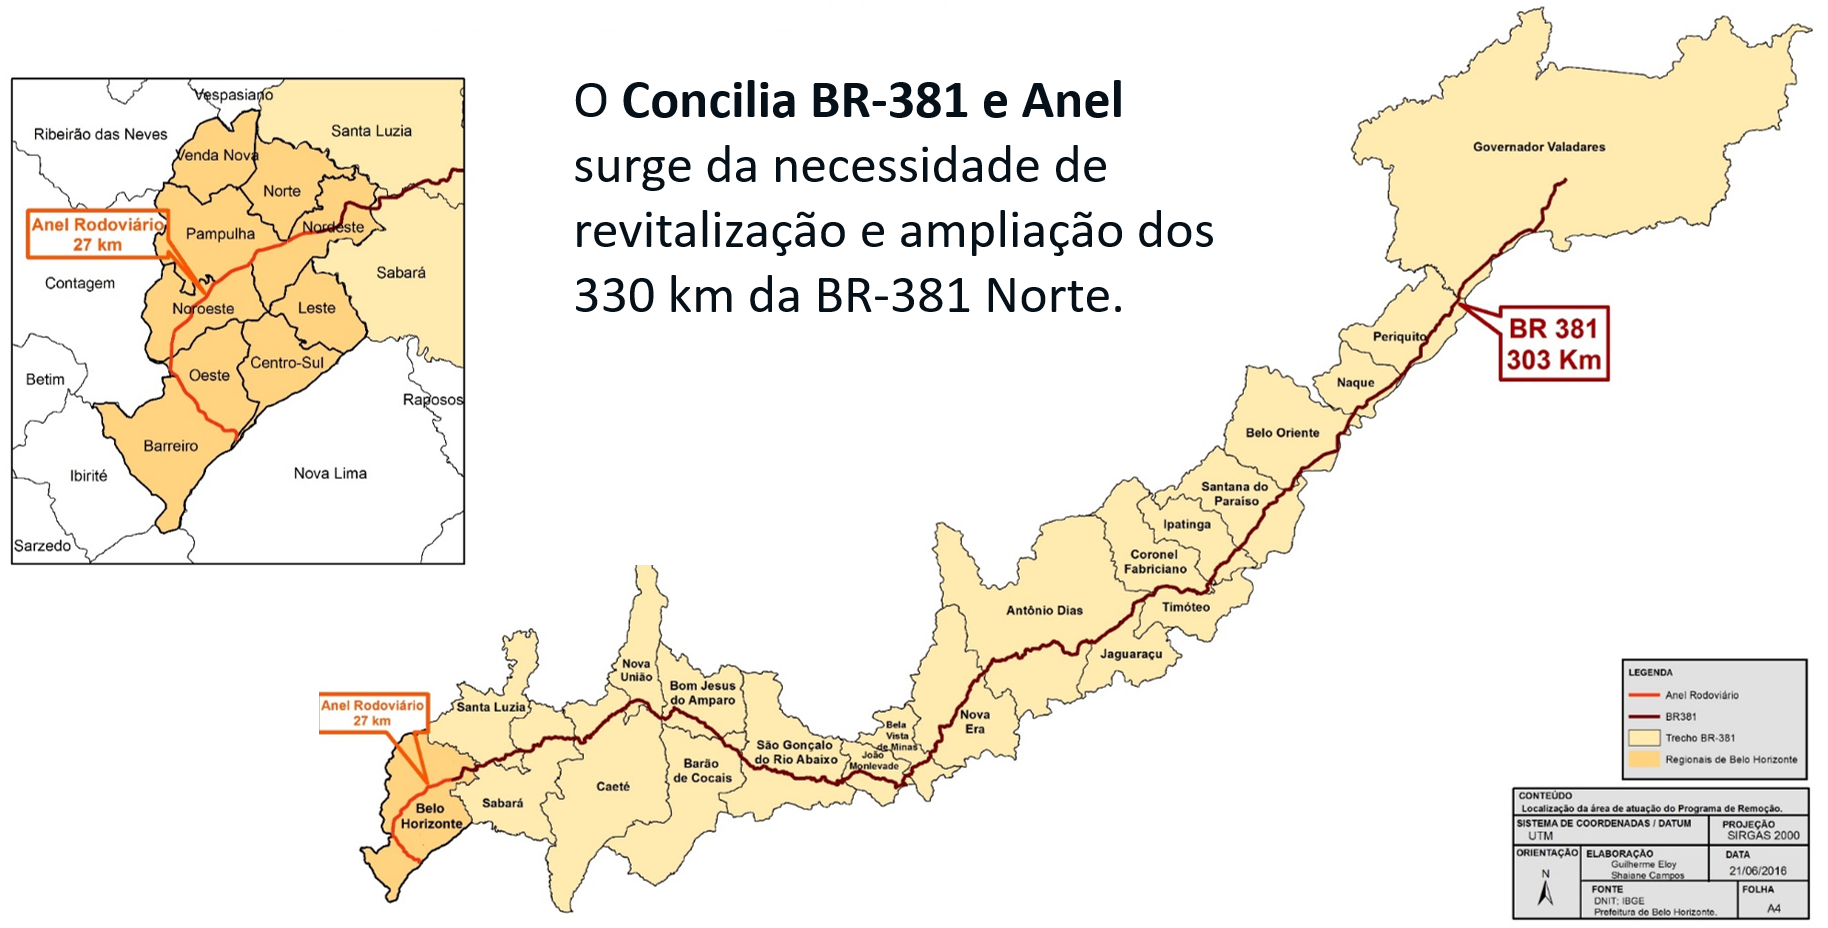 O Concilia BR-381 e Anel
surge da necessidade de
revitalização e ampliação dos
330 km da BR-381 Norte.
Vespasiano
Ribeirão das Neves
Santa Luzia
Venda Nova
Norte
Anel Rodoviário
27 km
Pampulha
Nordeste
Contagem
Sabará
Noroeste
Leste
Centro-Sul
Oeste
Betim
Raposos
Barreiro
Ibirité
Nova Lima
Sarzedo
Governador Valadares
BR 381
303 Km
Periquito
Naque
Belo Oriente
Santana do
Paraíso
Ipatinga
Coronel
Fabriciano
Timóteo
Antônio Dias
Jaguaraçu
Nova
Era
Bela
Vista
de Minas
João
Monlevade
São Gonçalo
do Rio Abaixo
Bom Jesus
do Amparo
Nova
União
Barão
de Cocais
Caeté
Santa Luzia
Sabará
Anel Rodoviário
27 km
Belo
Horizonte
LEGENDA
Anel Rodoviário
BR381
Trecho BR-381
Regionais de Belo Horizonte
CONTEÚDO
Localização da área de atuação do Programa de Remoção.
SISTEMA DE COORDENADAS / DATUM
UTM
PROJEÇÃO
SIRGAS 2000
ORIENTAÇÃO
N
ELABORAÇÃO
Guilherme Eloy
Shaiane Campos
DATA
21/06/2016
FONTE
DNIT; IBGE
Prefeitura de Belo Horizonte.
FOLHA
A4